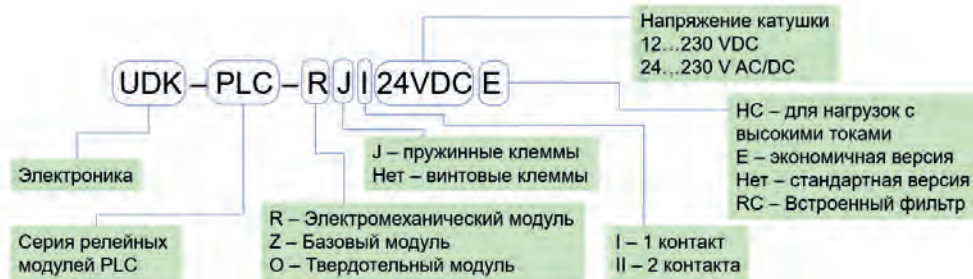 Напряжение катушки
12...230 VDC
24...230 V AC/DC
UDK – PLC – R J I 24VDC E
НС – для нагрузок с
высокими токами
Е – экономичная версия
Нет – стандартная версия
RC – Встроенный фильтр
J – пружинные клеммы
Нет – винтовые клеммы
Электроника
R – Электромеханический модуль
Z – Базовый модуль
O – Твердотельный модуль
I – 1 контакт
II – 2 контакта
Серия релейных
модулей PLC